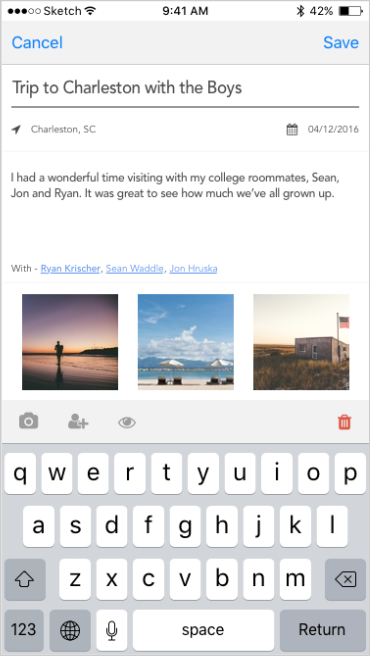 Sketch 9:41 AM 42%
Cancel Save
Trip to Charleston with the Boys
Charleston, SC 04/12/2016
I had a wonderful time visiting with my college roommates, Sean,
Jon and Ryan. It was great to see how much we've all grown up.
With - Ryan Krischer, Sean Waddle, Jon Hruska
q w e r t y u i o p
a s d f g h j k l
z x c v b n m
123 space Return